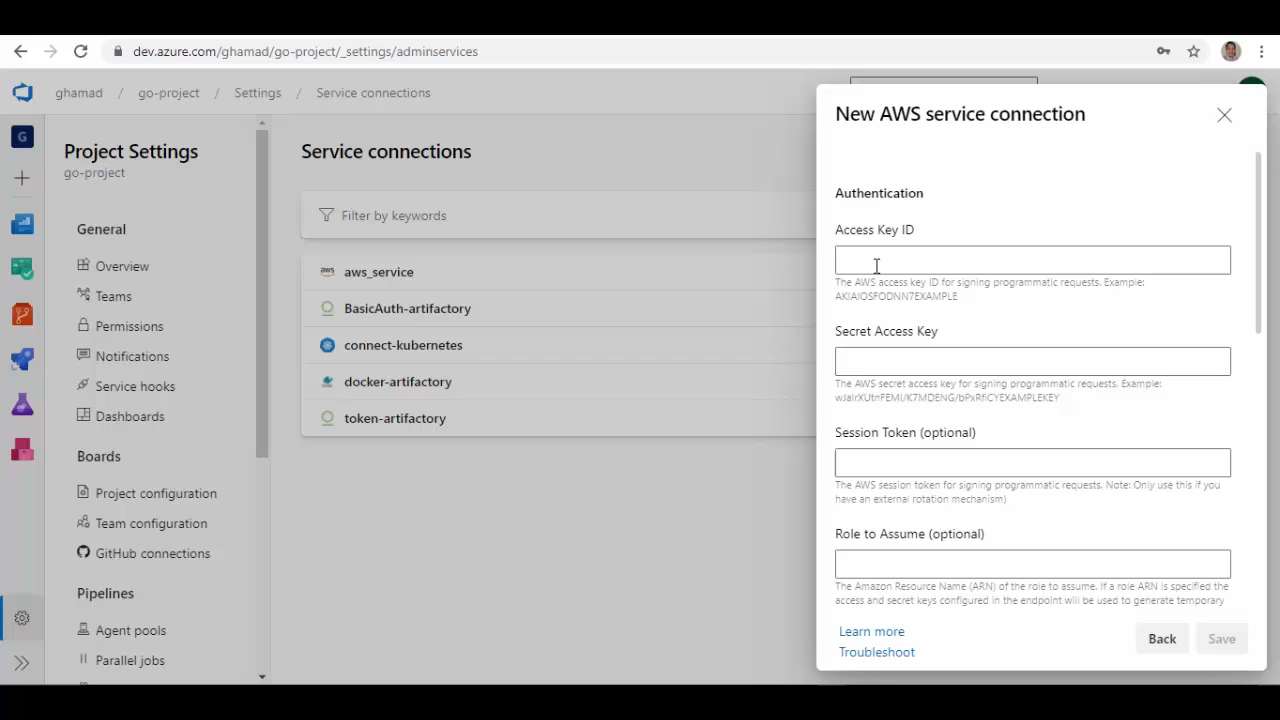 dev.azure.com/ghamad/go-project/_settings/adminservices
ghamad / go-project / Settings / Service connections
G
Project Settings
go-project
General
Overview
Teams
Permissions
Notifications
Service hooks
Dashboards
Boards
Project configuration
Team configuration
GitHub connections
Pipelines
Agent pools
Parallel jobs
Service connections
Filter by keywords
aws aws_service
BasicAuth-artifactory
connect-kubernetes
docker-artifactory
token-artifactory
New AWS service connection
Authentication
Access Key ID
The AWS access key ID for signing programmatic requests. Example:
AKIAIOSFODNN7EXAMPLE
Secret Access Key
The AWS secret access key for signing programmatic requests. Example:
wJalrXUtnFEMI/K7MDENG/bPxRfiCYEXAMPLEKEY
Session Token (optional)
The AWS session token for signing programmatic requests. Note: Only use this if you
have an external rotation mechanism)
Role to Assume (optional)
The Amazon Resource Name (ARN) of the role to assume. If a role ARN is specified the
access and secret keys configured in the endpoint will be used to generate temporary
Learn more
Troubleshoot
Back
Save